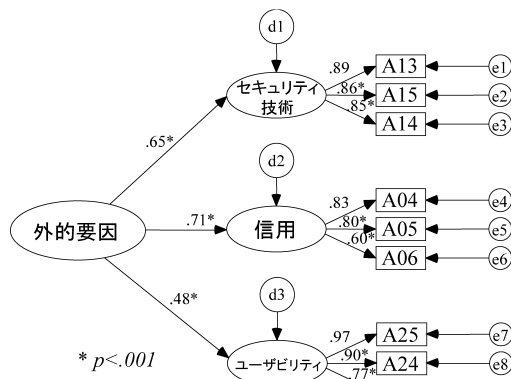 d1
セキュリティ
技術
.89
.86*
.85*
A13
A15
A14
e1
e2
e3
.65*
d2
信用
.83
.80*
.60*
A04
A05
A06
e4
e5
e6
外的要因
.71*
.48*
d3
ユーザビリティ
.97
.90*
.77*
A25
A24
e7
e8
* p<.001